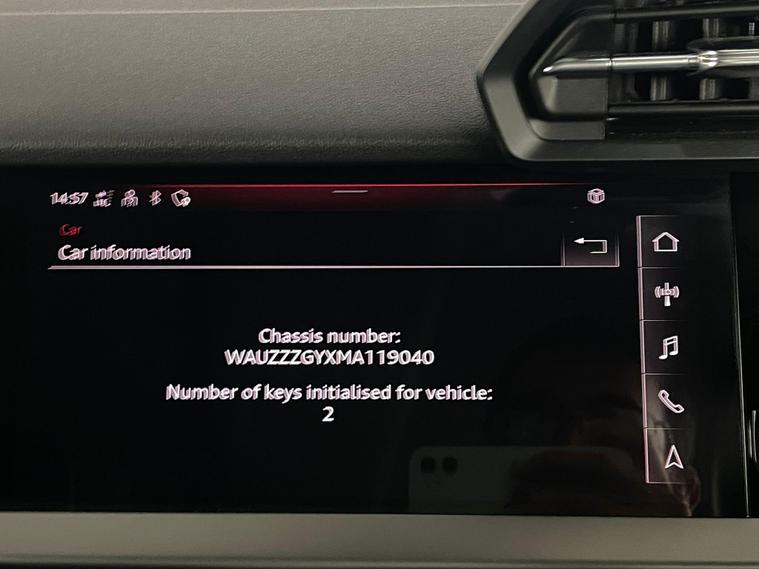 14:57
Car
Car information
Chassis number:
WAUZZZGYXMA119040
Number of keys initialised for vehicle:
2